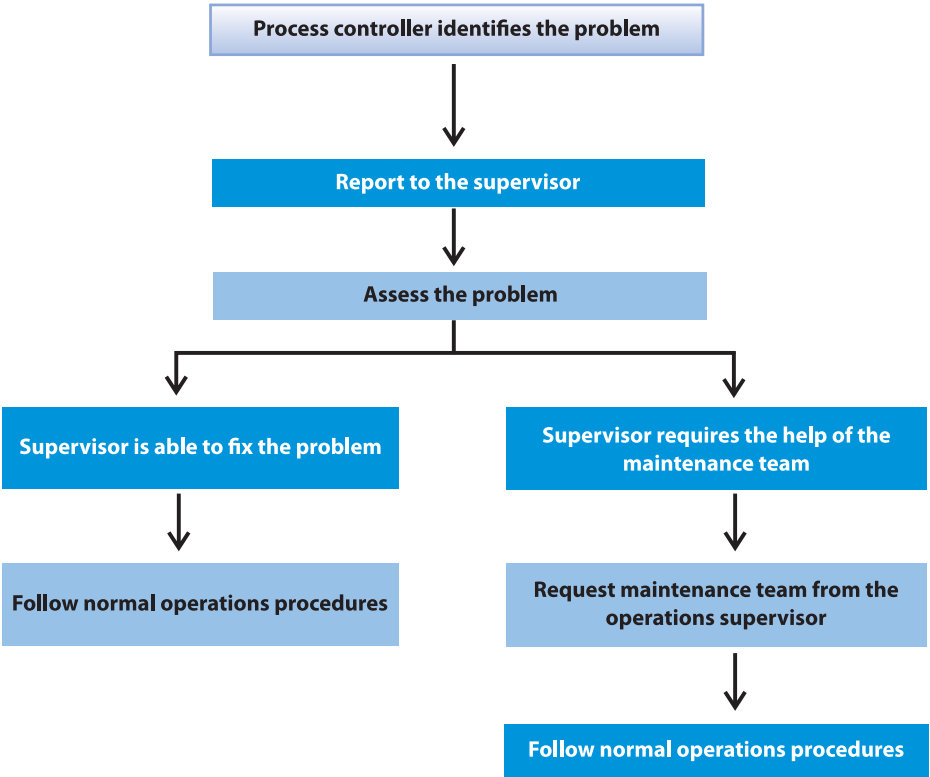 Process controller identifies the problem
Report to the supervisor
Assess the problem
Supervisor is able to fix the problem
Supervisor requires the help of the
maintenance team
Follow normal operations procedures
Request maintenance team from the
operations supervisor
Follow normal operations procedures